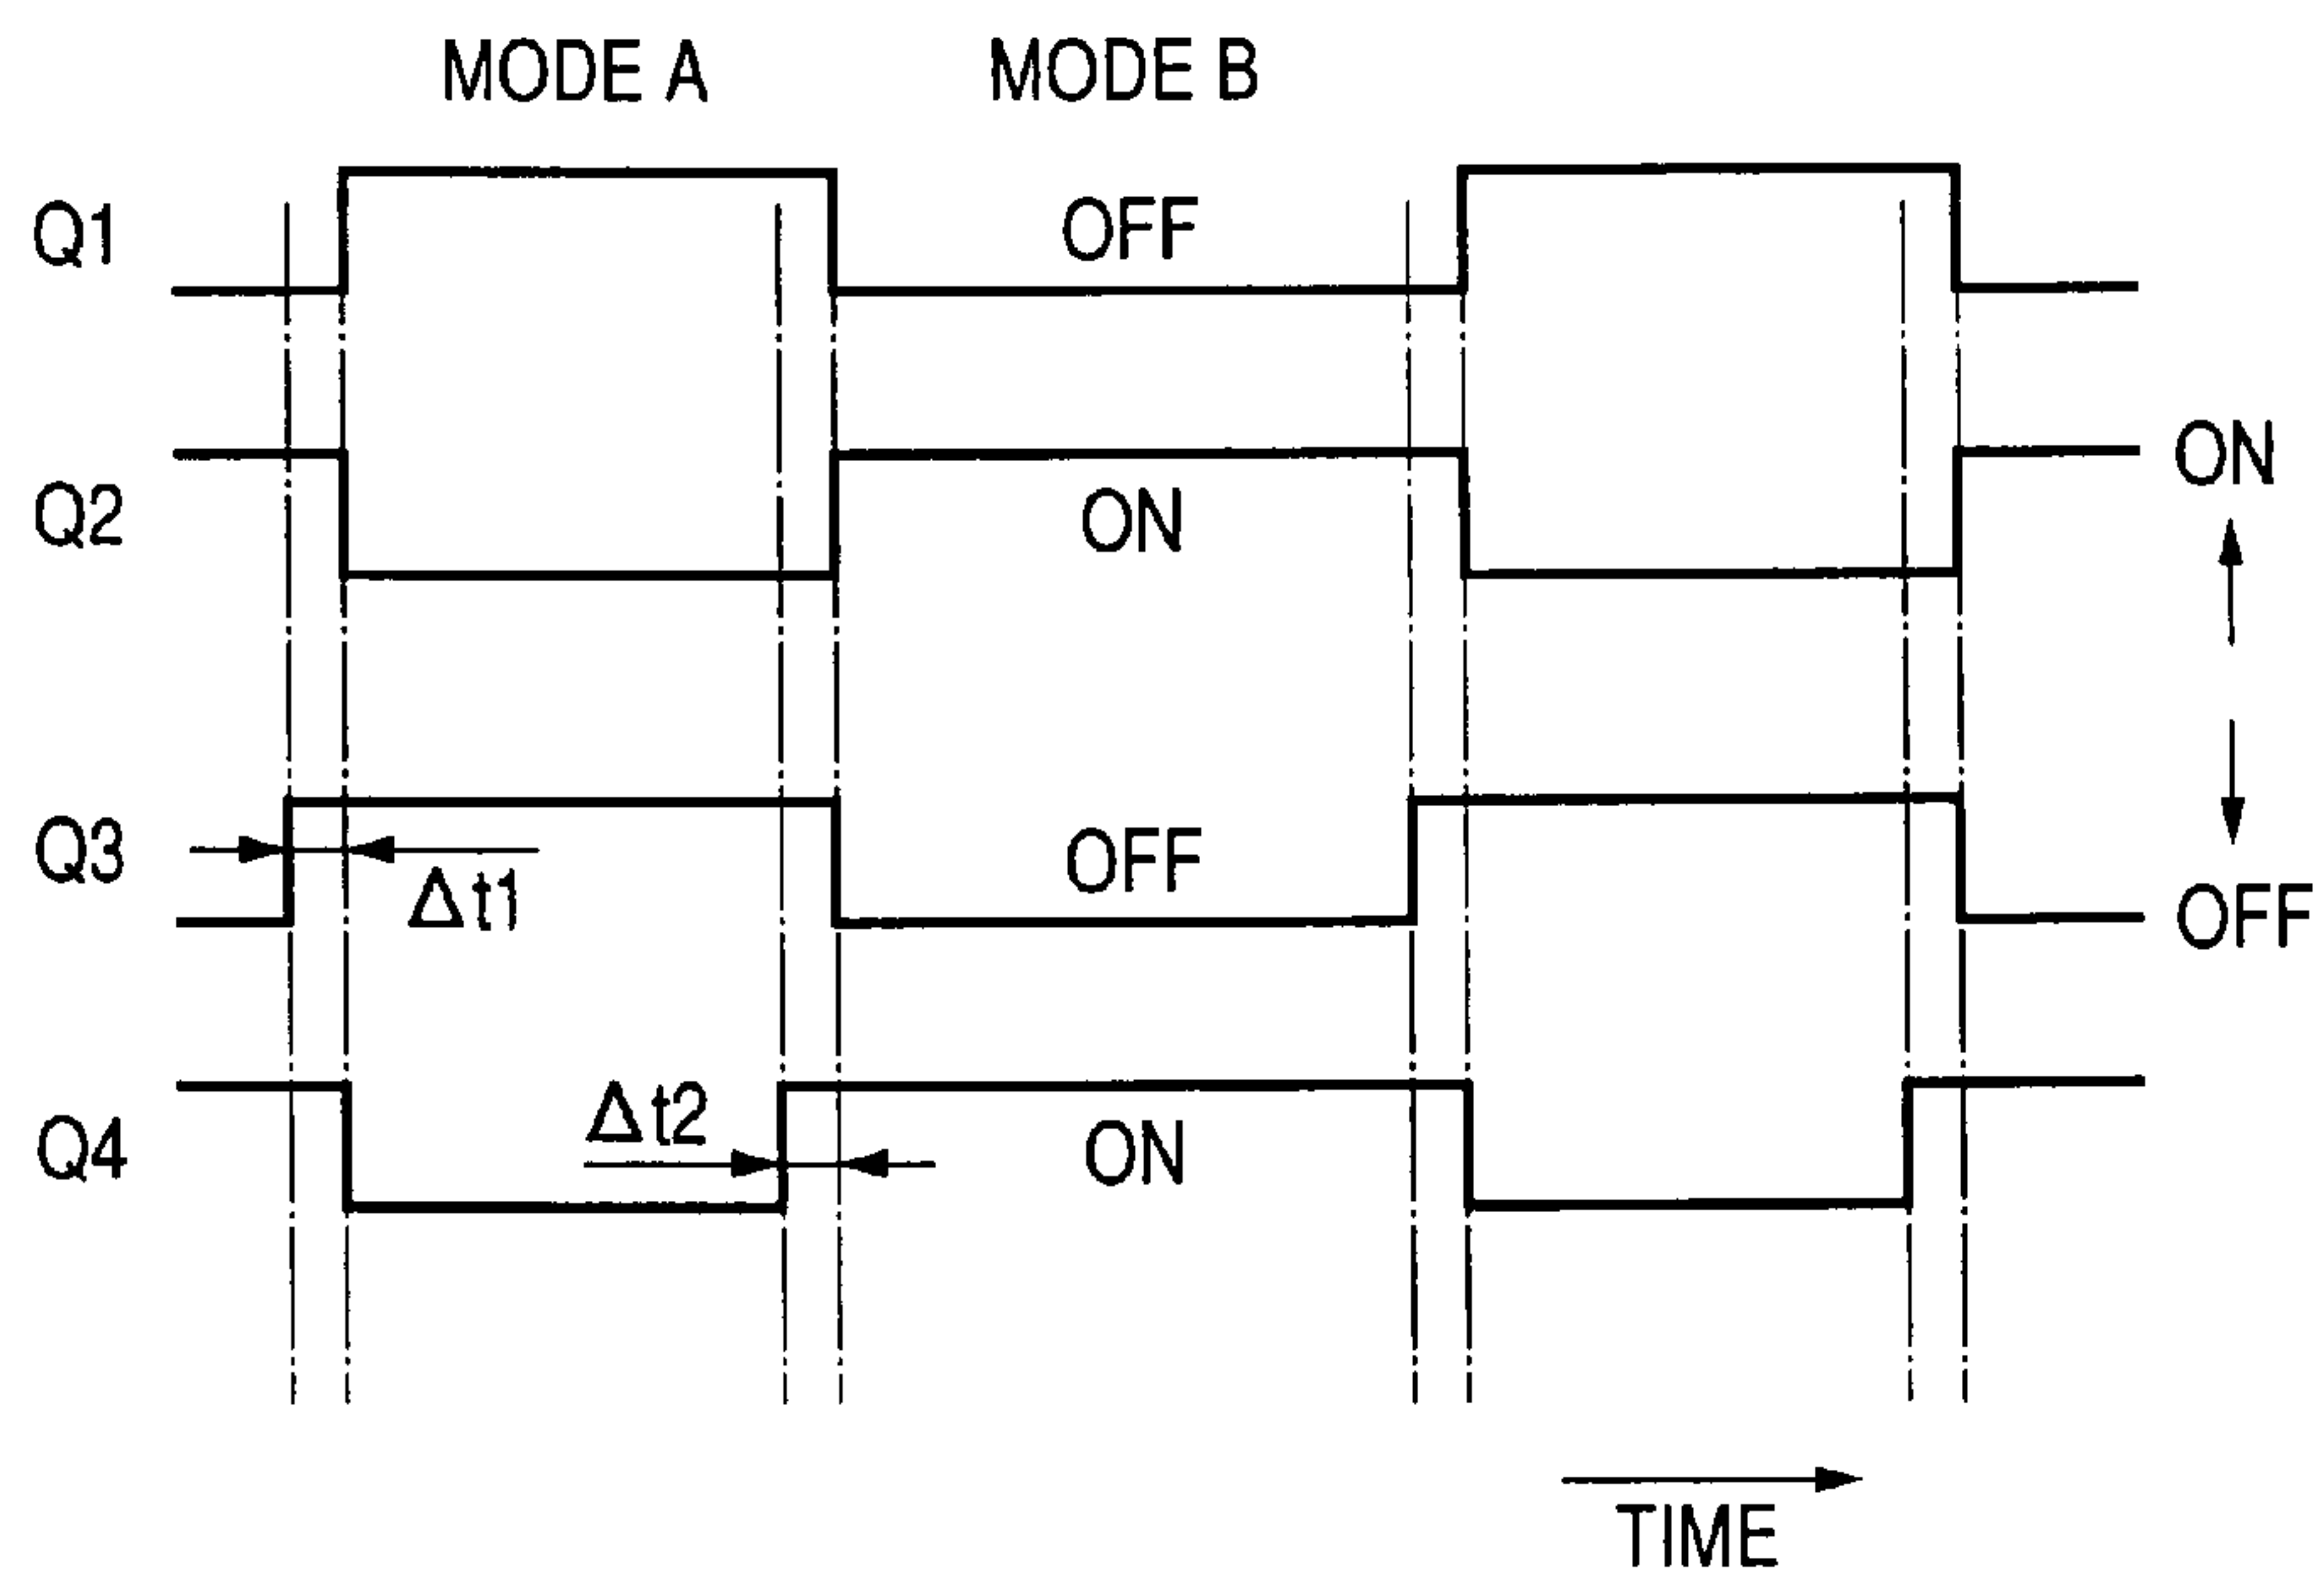 MODE A
MODE B
Q1
OFF
Q2
ON
ON
Q3
Δt1
OFF
OFF
Q4
Δt2
ON
TIME